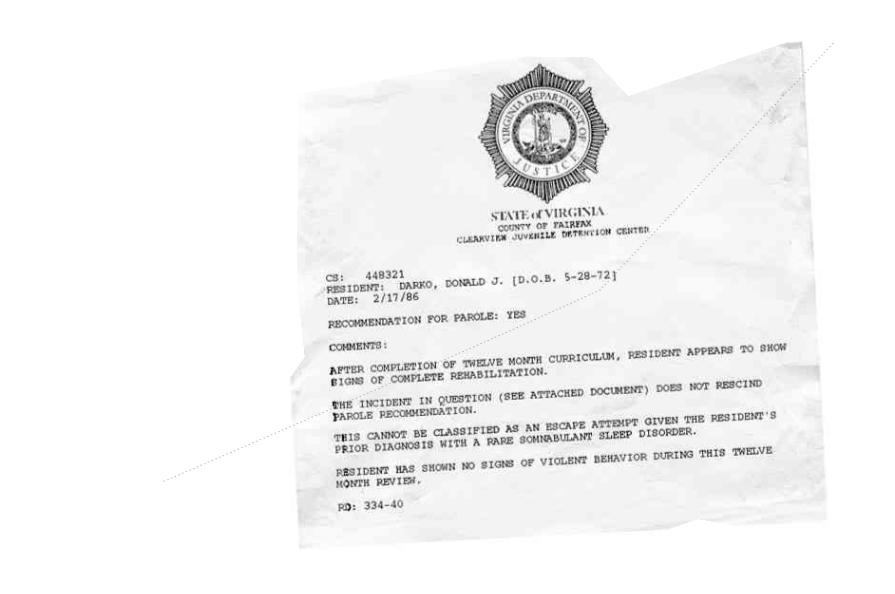 VIRGINIA DEPARTMENT OF
JUSTICE
STATE of VIRGINIA
COUNTY OF FAIRFAX
CLEARVIEW JUVENILE DETENTION CENTER
CS: 448321
RESIDENT: DARKO, DONALD J. [D.O.B. 5-28-72]
DATE: 2/17/86
RECOMMENDATION FOR PAROLE: YES
COMMENTS:
AFTER COMPLETION OF TWELVE MONTH CURRICULUM, RESIDENT APPEARS TO SHOW
SIGNS OF COMPLETE REHABILITATION.
THE INCIDENT IN QUESTION (SEE ATTACHED DOCUMENT) DOES NOT RESCIND
PAROLE RECOMMENDATION.
THIS CANNOT BE CLASSIFIED AS AN ESCAPE ATTEMPT GIVEN THE RESIDENT'S
PRIOR DIAGNOSIS WITH A RARE SOMNABULANT SLEEP DISORDER.
RESIDENT HAS SHOWN NO SIGNS OF VIOLENT BEHAVIOR DURING THIS TWELVE
MONTH REVIEW.
RD: 334-40